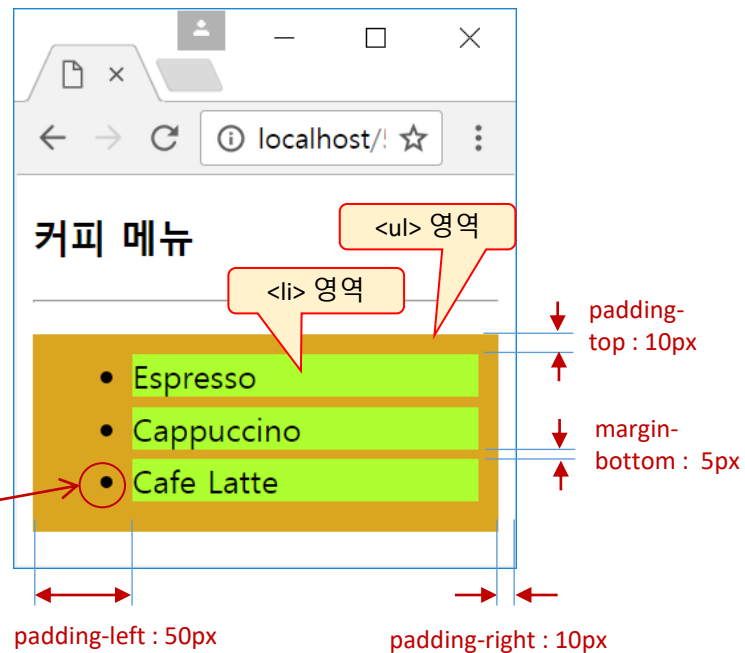 localhost/!
커피 메뉴
<ul> 영역
<li> 영역
padding-
top : 10px
• Espresso
• Cappuccino
• Cafe Latte
margin-
bottom : 5px
padding-left : 50px
padding-right : 10px